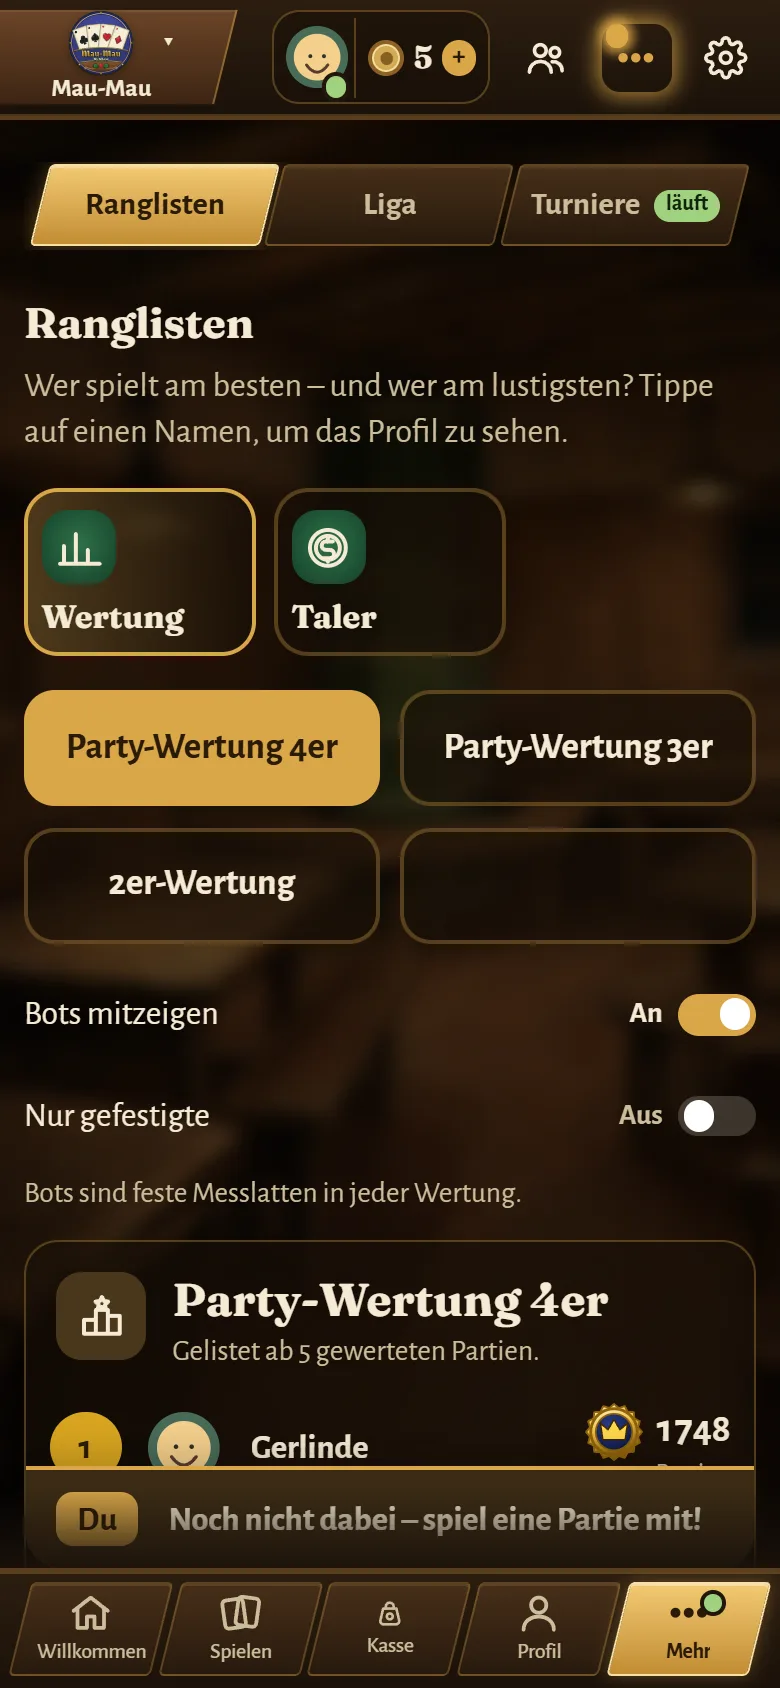 Mau-Mau
5 +
Ranglisten
Liga
Turniere läuft
Ranglisten
Wer spielt am besten – und wer am lustigsten? Tippe
auf einen Namen, um das Profil zu sehen.
Wertung
Taler
Party-Wertung 4er
Party-Wertung 3er
2er-Wertung
Bots mitzeigen
An
Nur gefestigte
Aus
Bots sind feste Messlatten in jeder Wertung.
Party-Wertung 4er
Gelistet ab 5 gewerteten Partien.
1
Gerlinde
1748
Du
Noch nicht dabei – spiel eine Partie mit!
Willkommen
Spielen
Kasse
Profil
Mehr